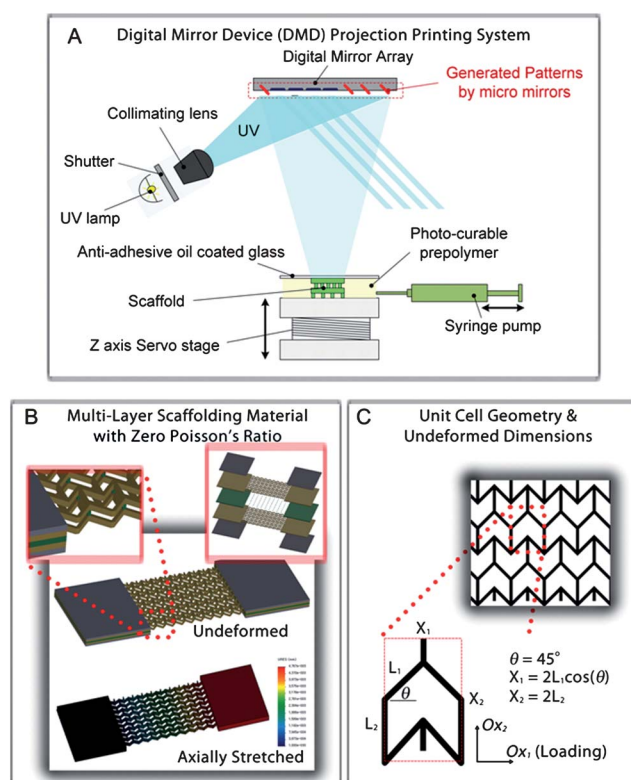 A
Digital Mirror Device (DMD) Projection Printing System
Digital Mirror Array
Generated Patterns
by micro mirrors
Collimating lens
UV
Shutter
UV lamp
Photo-curable
prepolymer
Anti-adhesive oil coated glass
Scaffold
Syringe pump
Z axis Servo stage
B
Multi-Layer Scaffolding Material
with Zero Poisson's Ratio
Undeformed
Axially Stretched
C
Unit Cell Geometry &
Undeformed Dimensions
X₁
L₁
θ
X₂
L₂
θ = 45°
X₁ = 2L₁cos(θ)
X₂ = 2L₂
Ox₂
Ox₁ (Loading)